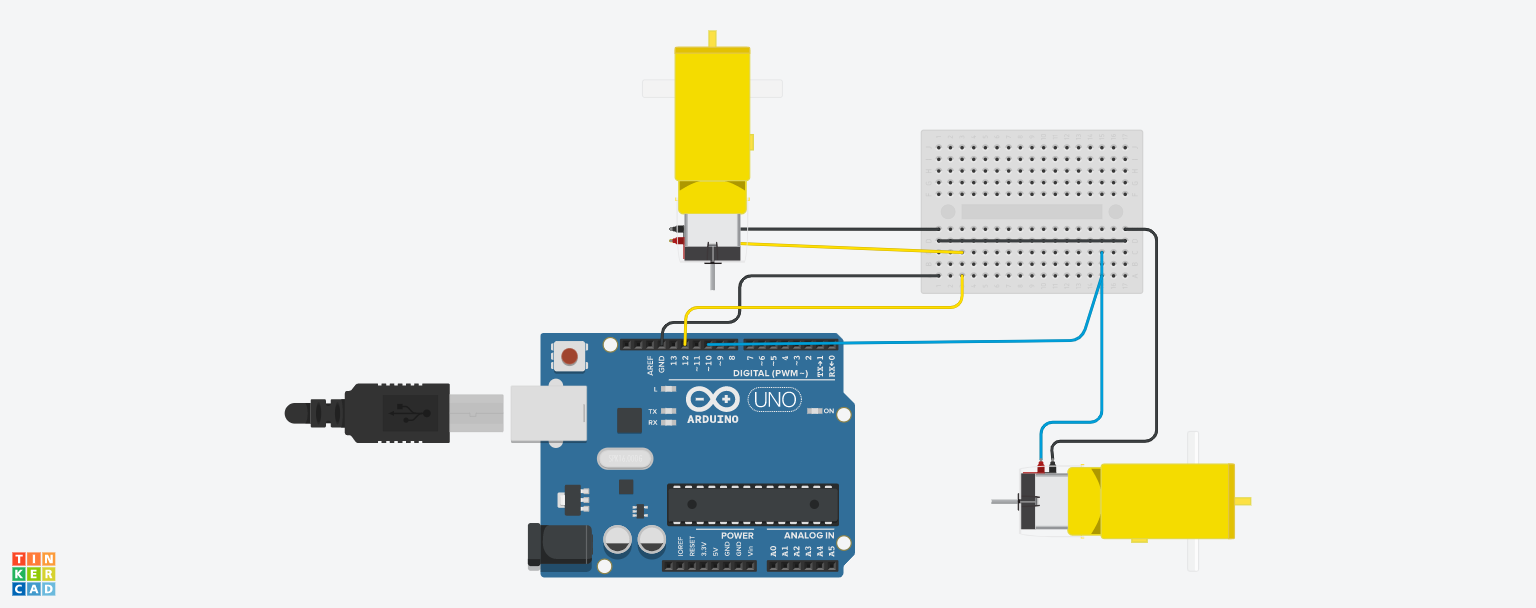 AREF
GND
13
12
~11
~10
~9
8
7
~6
~5
4
~3
2
TX→1
RX←0
DIGITAL (PWM~)
L
TX
RX
ARDUINO
UNO
ON
POWER
ANALOG IN
IOREF
RESET
3.3V
5V
GND
GND
Vin
A0
A1
A2
A3
A4
A5
TIN
KER
CAD